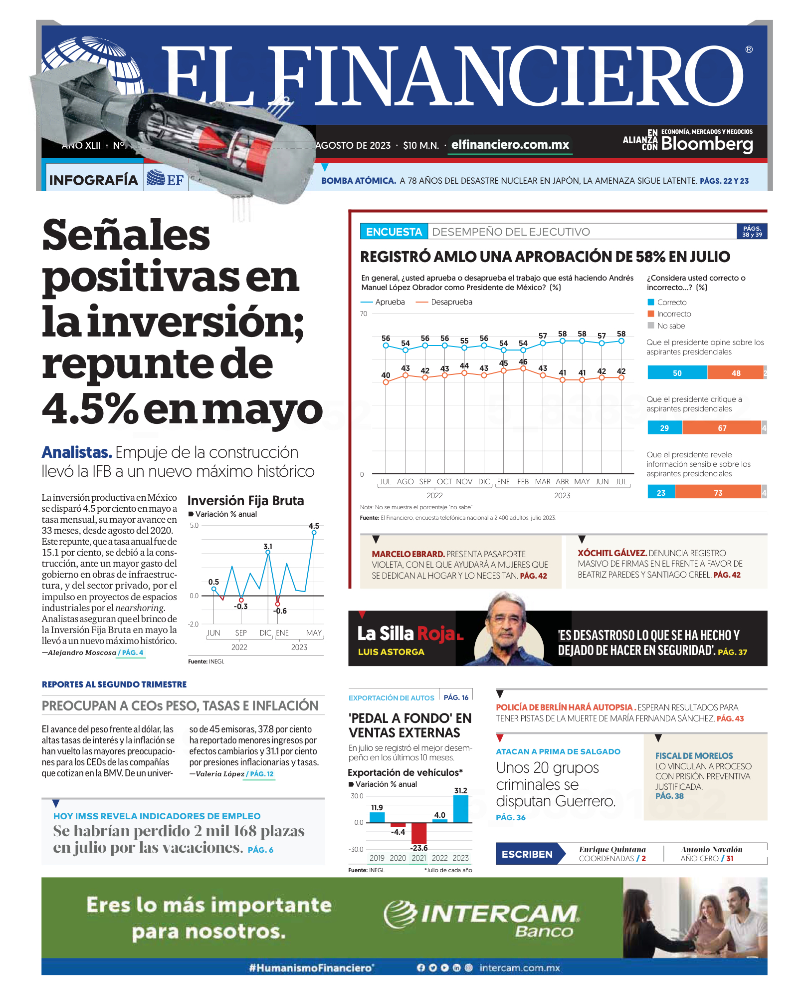 EL FINANCIERO®
AÑO XLII · Nº.
AGOSTO DE 2023 · $10 M.N. · elfinanciero.com.mx
EN ALIANZA CON
ECONOMÍA, MERCADOS Y NEGOCIOS
Bloomberg
INFOGRAFÍA
EF
BOMBA ATÓMICA. A 78 AÑOS DEL DESASTRE NUCLEAR EN JAPÓN, LA AMENAZA SIGUE LATENTE. PÁGS. 22 Y 23
Señales
positivas en
la inversión;
repunte de
4.5% en mayo
Analistas. Empuje de la construcción
llevó la IFB a un nuevo máximo histórico
La inversión productiva en México
se disparó 4.5 por ciento en mayo a
tasa mensual, su mayor avance en
33 meses, desde agosto del 2020.
Este repunte, que a tasa anual fue de
15.1 por ciento, se debió a la cons-
trucción, ante un mayor gasto del
gobierno en obras de infraestruc-
tura, y del sector privado, por el
impulso en proyectos de espacios
industriales por el nearshoring.
Analistas aseguran que el brinco de
la Inversión Fija Bruta en mayo la
llevó a un nuevo máximo histórico.
—Alejandro Moscosa / PÁG. 4
Inversión Fija Bruta
Variación % anual
5.0
4.5
3.1
0.5
0.0
-0.3
-0.6
-2.0
JUN SEP DIC ENE MAY
2022 2023
Fuente: INEGI.
ENCUESTA DESEMPEÑO DEL EJECUTIVO
PÁGS.
38 y 39
REGISTRÓ AMLO UNA APROBACIÓN DE 58% EN JULIO
En general, ¿usted aprueba o desaprueba el trabajo que está haciendo Andrés
Manuel López Obrador como Presidente de México? (%)
Aprueba Desaprueba
70
56 54 56 56 55 56 54 54 57 58 58 57 58
40 43 42 43 44 43 45 46 43 41 41 42 42
0
JUL AGO SEP OCT NOV DIC ENE FEB MAR ABR MAY JUN JUL
2022 2023
Nota: No se muestra el porcentaje "no sabe"
Fuente: El Financiero, encuesta telefónica nacional a 2,400 adultos, julio 2023.
¿Considera usted correcto o
incorrecto...? (%)
Correcto
Incorrecto
No sabe
Que el presidente opine sobre los
aspirantes presidenciales
50 48 2
Que el presidente critique a
aspirantes presidenciales
29 67 4
Que el presidente revele
información sensible sobre los
aspirantes presidenciales
23 73 4
MARCELO EBRARD. PRESENTA PASAPORTE
VIOLETA, CON EL QUE AYUDARÁ A MUJERES QUE
SE DEDICAN AL HOGAR Y LO NECESITAN. PÁG. 42
XÓCHITL GÁLVEZ. DENUNCIA REGISTRO
MASIVO DE FIRMAS EN EL FRENTE A FAVOR DE
BEATRIZ PAREDES Y SANTIAGO CREEL. PÁG. 42
La Silla Roja
LUIS ASTORGA
'ES DESASTROSO LO QUE SE HA HECHO Y
DEJADO DE HACER EN SEGURIDAD'. PÁG. 37
REPORTES AL SEGUNDO TRIMESTRE
PREOCUPAN A CEOs PESO, TASAS E INFLACIÓN
El avance del peso frente al dólar, las
altas tasas de interés y la inflación se
han vuelto las mayores preocupacio-
nes para los CEOs de las compañías
que cotizan en la BMV. De un univer-
so de 45 emisoras, 37.8 por ciento
ha reportado menores ingresos por
efectos cambiarios y 31.1 por ciento
por presiones inflacionarias y tasas.
—Valeria López / PÁG. 12
HOY IMSS REVELA INDICADORES DE EMPLEO
Se habrían perdido 2 mil 168 plazas
en julio por las vacaciones. PÁG. 6
EXPORTACIÓN DE AUTOS PÁG. 16
'PEDAL A FONDO' EN
VENTAS EXTERNAS
En julio se registró el mejor desem-
peño en los últimos 10 meses.
Exportación de vehículos*
Variación % anual
30.0
0.0
-30.0
11.9 -4.4 -23.6 4.0 31.2
2019 2020 2021 2022 2023
Fuente: INEGI. *Julio de cada año
POLICÍA DE BERLÍN HARÁ AUTOPSIA . ESPERAN RESULTADOS PARA
TENER PISTAS DE LA MUERTE DE MARÍA FERNANDA SÁNCHEZ. PÁG. 43
ATACAN A PRIMA DE SALGADO
Unos 20 grupos
criminales se
disputan Guerrero.
PÁG. 36
FISCAL DE MORELOS
LO VINCULAN A PROCESO
CON PRISIÓN PREVENTIVA
JUSTIFICADA.
PÁG. 38
ESCRIBEN
Enrique Quintana
COORDENADAS / 2
Antonio Navalón
AÑO CERO / 31
Eres lo más importante
para nosotros.
INTERCAM
Banco
#HumanismoFinanciero
intercam.com.mx